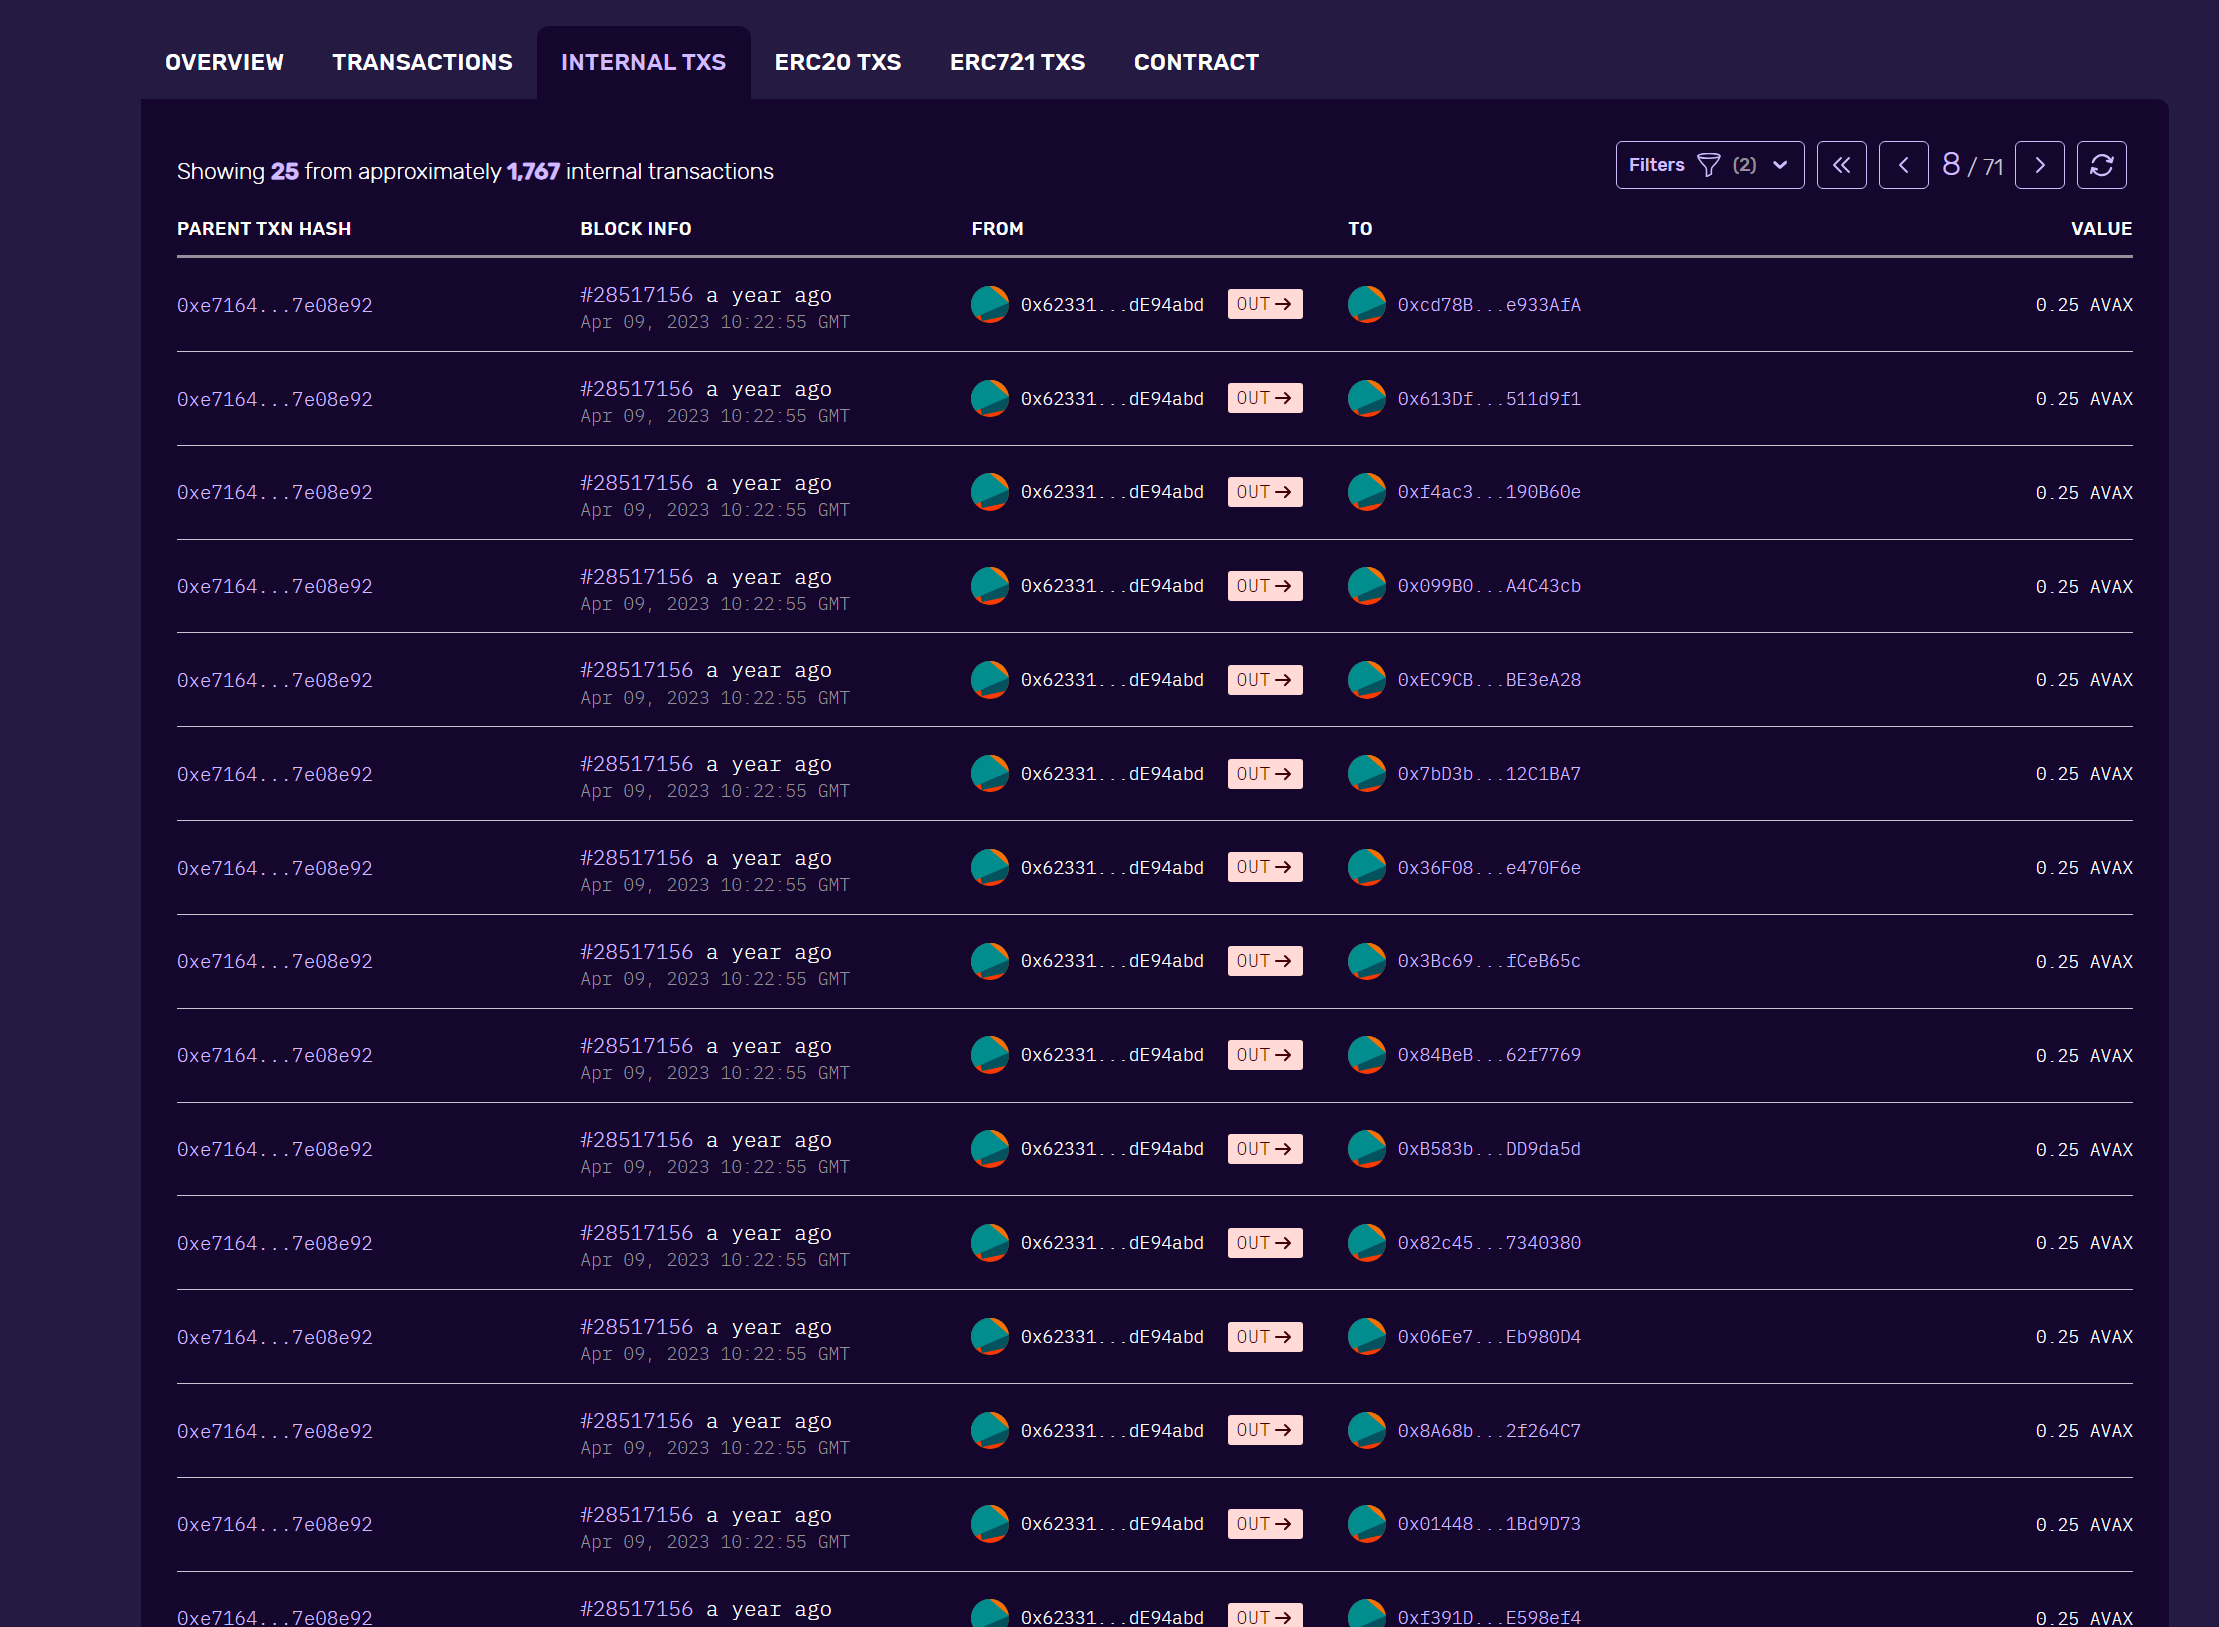 OVERVIEW TRANSACTIONS INTERNAL TXS ERC20 TXS ERC721 TXS CONTRACT
Showing 25 from approximately 1,767 internal transactions Filters (2) 8 / 71
PARENT TXN HASH BLOCK INFO FROM TO VALUE
#28517156 a year ago
0xe7164...7e08e92 0x62331...dE94abd OUT 0xcd78B...e933AfA 0.25 AVAX
Apr 09, 2023 10:22:55 GMT
#28517156 a year ago
0xe7164...7e08e92 0x62331...dE94abd OUT 0x613Df...511d9f1 0.25 AVAX
Apr 09, 2023 10:22:55 GMT
#28517156 a year ago
0xe7164...7e08e92 0x62331...dE94abd OUT 0xf4ac3...190B60e 0.25 AVAX
Apr 09, 2023 10:22:55 GMT
#28517156 a year ago
0xe7164...7e08e92 0x62331...dE94abd OUT 0x099B0...A4C43cb 0.25 AVAX
Apr 09, 2023 10:22:55 GMT
#28517156 a year ago
0xe7164...7e08e92 0x62331...dE94abd OUT 0xEC9CB...BE3eA28 0.25 AVAX
Apr 09, 2023 10:22:55 GMT
#28517156 a year ago
0xe7164...7e08e92 0x62331...dE94abd OUT 0x7bD3b...12C1BA7 0.25 AVAX
Apr 09, 2023 10:22:55 GMT
#28517156 a year ago
0xe7164...7e08e92 0x62331...dE94abd OUT 0x36F08...e470F6e 0.25 AVAX
Apr 09, 2023 10:22:55 GMT
#28517156 a year ago
0xe7164...7e08e92 0x62331...dE94abd OUT 0x3Bc69...fCeB65c 0.25 AVAX
Apr 09, 2023 10:22:55 GMT
#28517156 a year ago
0xe7164...7e08e92 0x62331...dE94abd OUT 0x84BeB...62f7769 0.25 AVAX
Apr 09, 2023 10:22:55 GMT
#28517156 a year ago
0xe7164...7e08e92 0x62331...dE94abd OUT 0xB583b...DD9da5d 0.25 AVAX
Apr 09, 2023 10:22:55 GMT
#28517156 a year ago
0xe7164...7e08e92 0x62331...dE94abd OUT 0x82c45...7340380 0.25 AVAX
Apr 09, 2023 10:22:55 GMT
#28517156 a year ago
0xe7164...7e08e92 0x62331...dE94abd OUT 0x06Ee7...Eb980D4 0.25 AVAX
Apr 09, 2023 10:22:55 GMT
#28517156 a year ago
0xe7164...7e08e92 0x62331...dE94abd OUT 0x8A68b...2f264C7 0.25 AVAX
Apr 09, 2023 10:22:55 GMT
#28517156 a year ago
0xe7164...7e08e92 0x62331...dE94abd OUT 0x01448...1Bd9D73 0.25 AVAX
Apr 09, 2023 10:22:55 GMT
#28517156 a year ago
0xe7164...7e08e92 0x62331...dE94abd OUT 0xf391D...E598ef4 0.25 AVAX